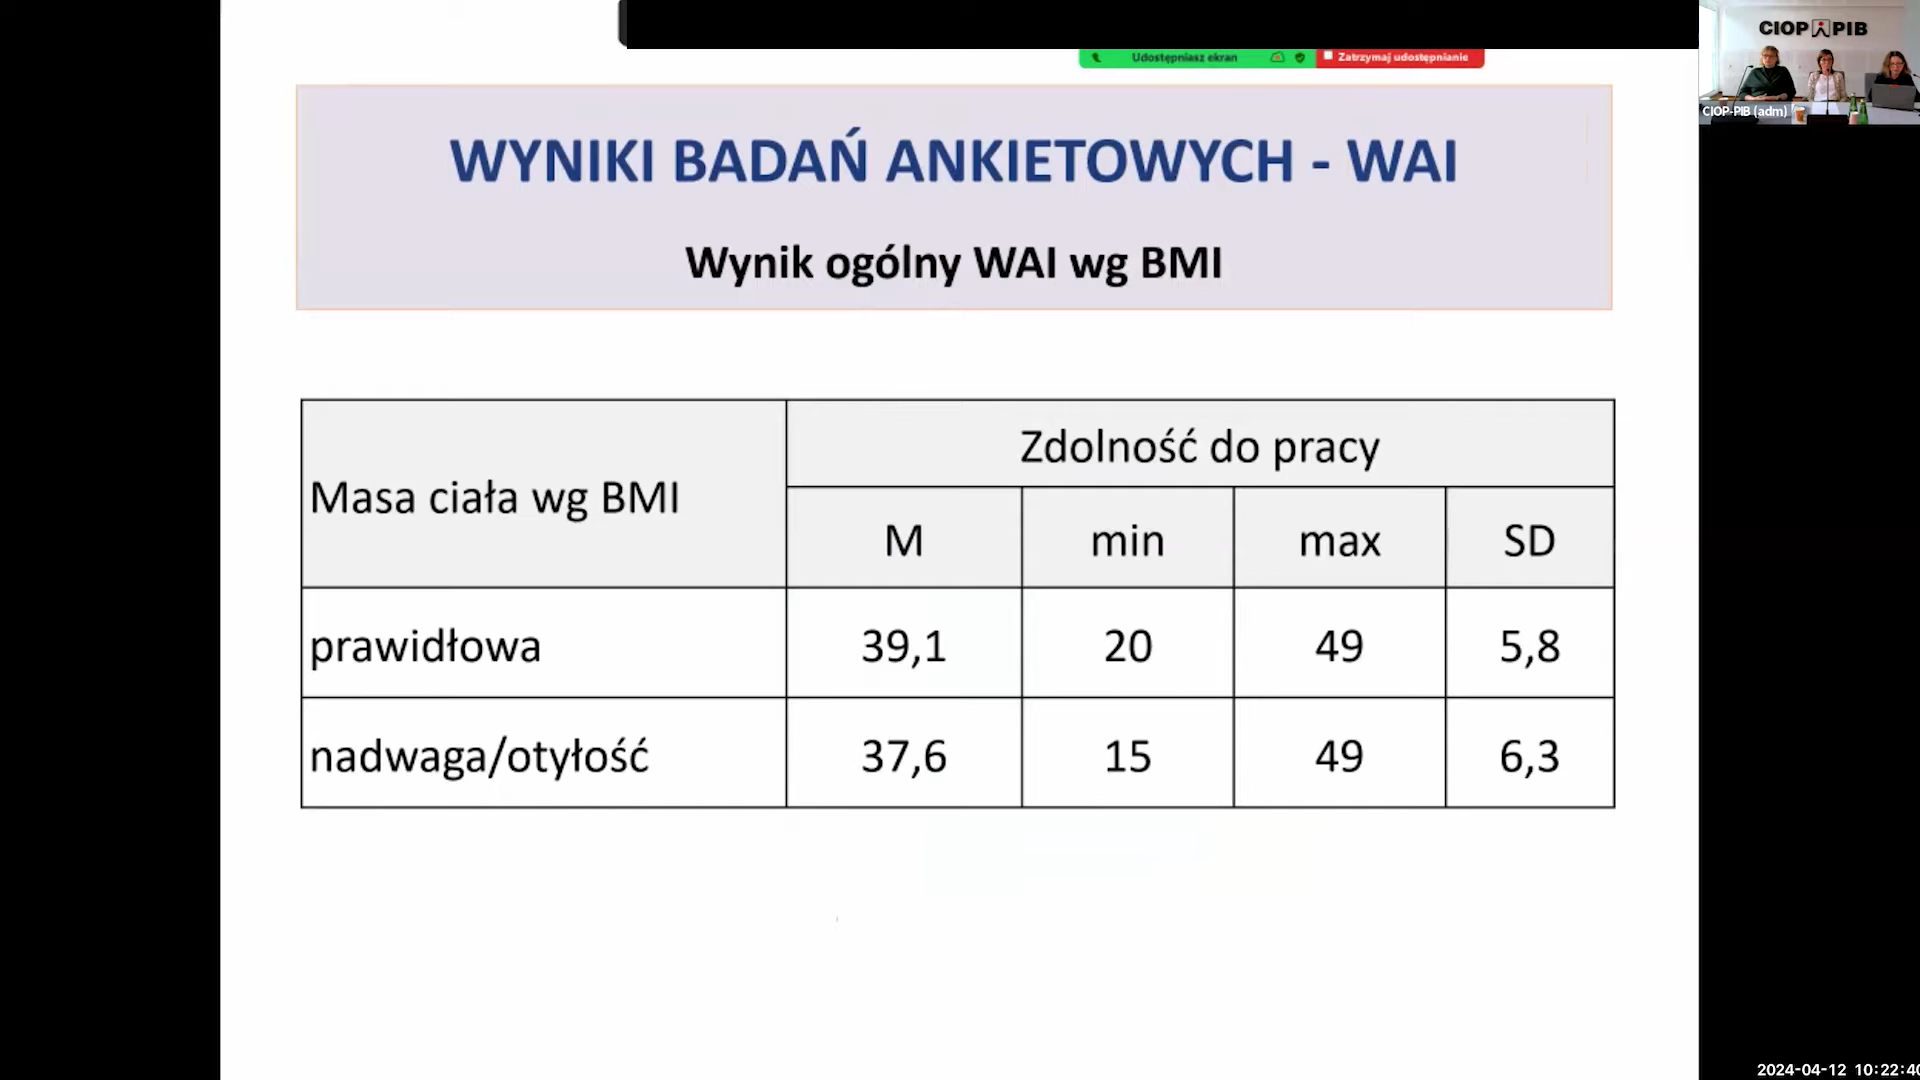 Udostępniasz ekran
Zatrzymaj udostępnianie
CIOP PIB
CIOP-PIB (adm)
WYNIKI BADAŃ ANKIETOWYCH - WAI
Wynik ogólny WAI wg BMI
Masa ciała wg BMI
Zdolność do pracy
M min max SD
prawidłowa 39,1 20 49 5,8
nadwaga/otyłość 37,6 15 49 6,3
2024-04-12 10:22:40